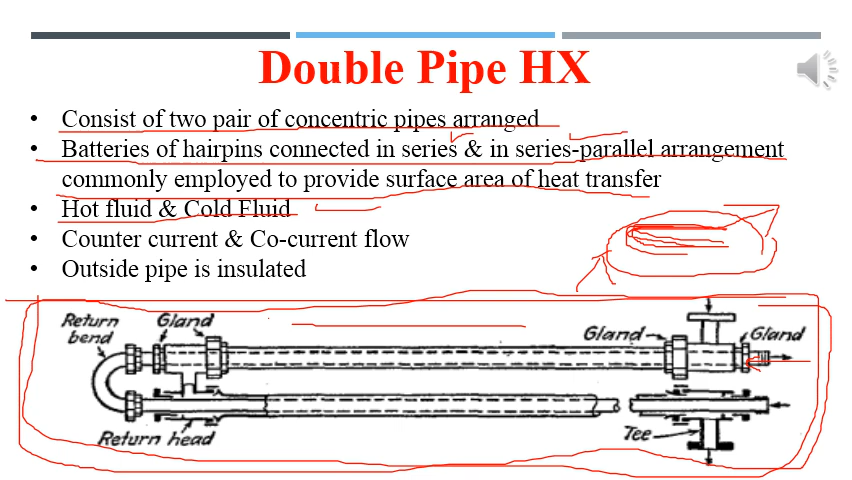 Double Pipe HX
• Consist of two pair of concentric pipes arranged
• Batteries of hairpins connected in series & in series-parallel arrangement
commonly employed to provide surface area of heat transfer
• Hot fluid & Cold Fluid
• Counter current & Co-current flow
• Outside pipe is insulated
Return bend
Gland
Gland
Gland
Return head
Tee